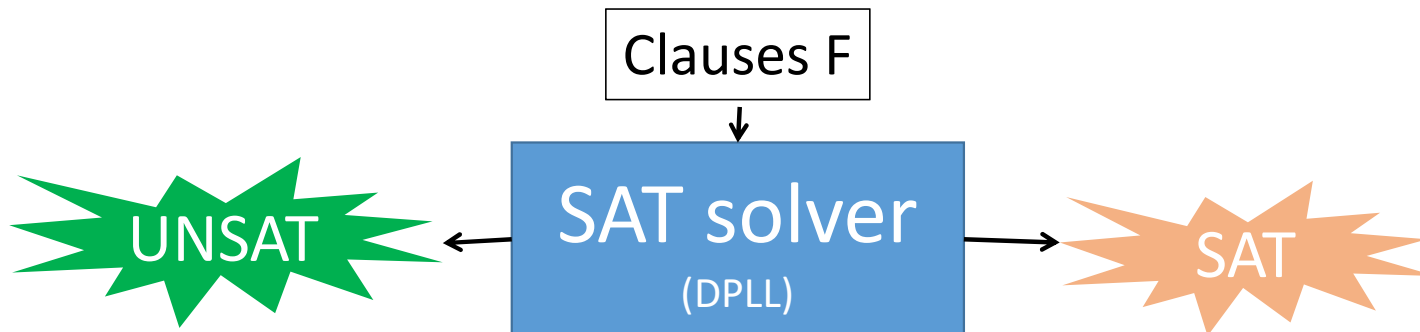 Clauses F
UNSAT
SAT solver
(DPLL)
SAT